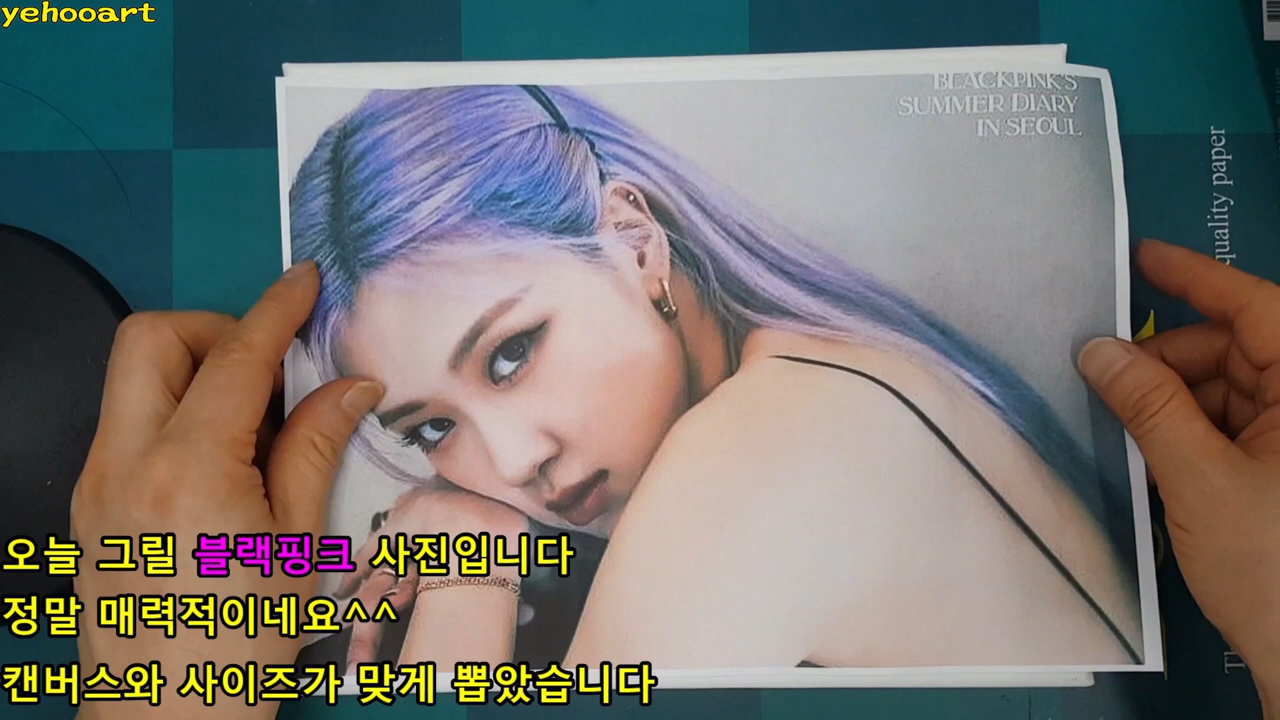 yehooart
BLACKPINK'S
SUMMER DIARY
IN SEOUL
quality paper
오늘 그릴 블랙핑크 사진입니다
정말 매력적이네요^^
캔버스와 사이즈가 맞게 뽑았습니다